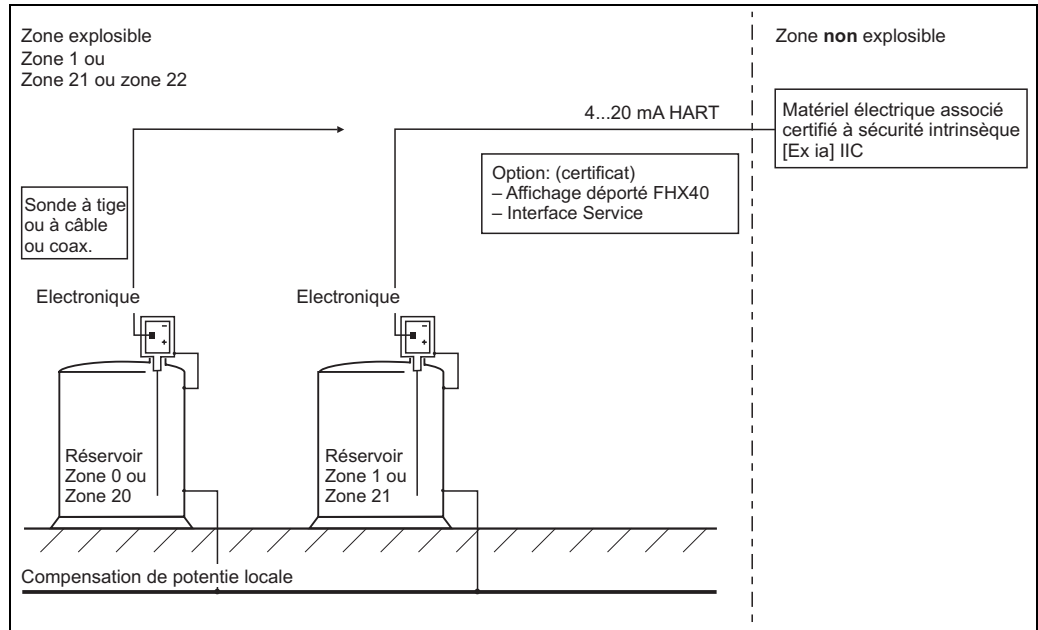 Zone explosible
Zone 1 ou
Zone 21 ou zone 22
Zone non explosible
4...20 mA HART
Matériel électrique associé
certifié à sécurité intrinsèque
[Ex ia] IIC
Option: (certificat)
– Affichage déporté FHX40
– Interface Service
Sonde à tige
ou à câble
ou coax.
Electronique
Electronique
Réservoir
Zone 0 ou
Zone 20
Réservoir
Zone 1 ou
Zone 21
Compensation de potentie locale